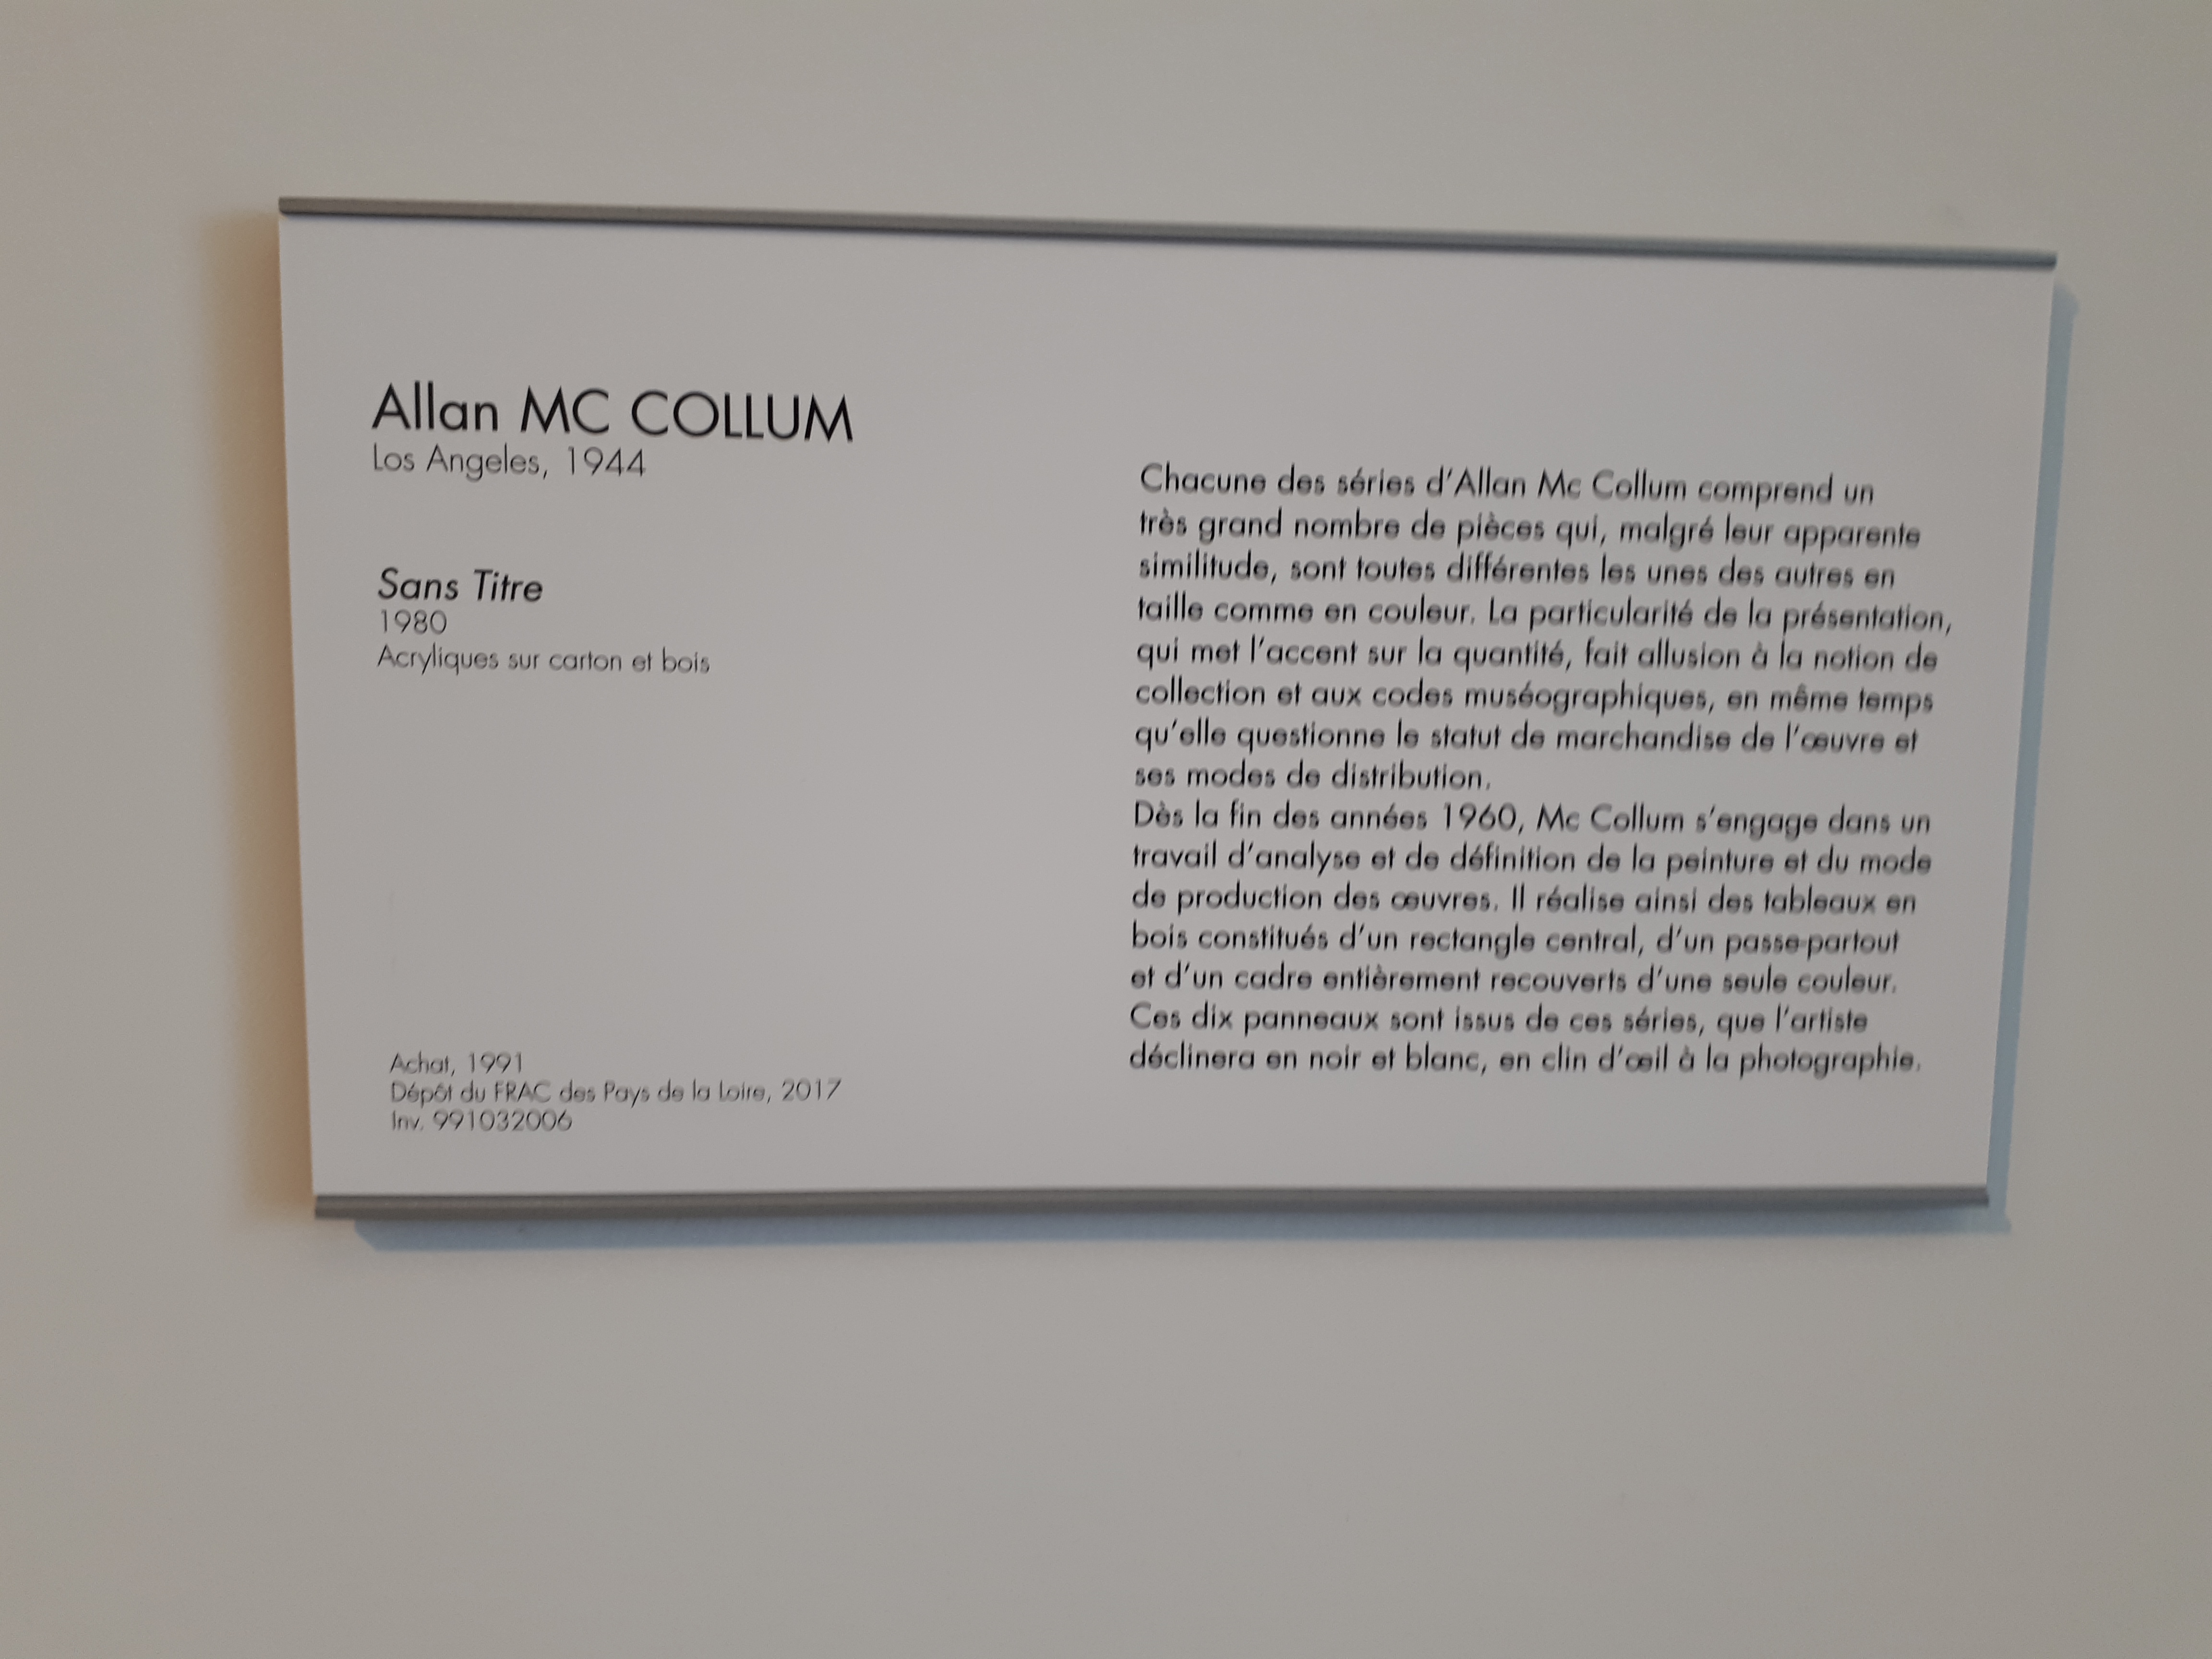 Allan MC COLLUM
Los Angeles, 1944
Sans Titre
1980
Acryliques sur carton et bois
Achat, 1991
Dépôt du FRAC des Pays de la Loire, 2017
Inv. 991032006
Chacune des séries d'Allan Mc Collum comprend un
très grand nombre de pièces qui, malgré leur apparente
similitude, sont toutes différentes les unes des autres en
taille comme en couleur. La particularité de la présentation,
qui met l'accent sur la quantité, fait allusion à la notion de
collection et aux codes muséographiques, en même temps
qu'elle questionne le statut de marchandise de l'œuvre et
ses modes de distribution.
Dès la fin des années 1960, Mc Collum s'engage dans un
travail d'analyse et de définition de la peinture et du mode
de production des œuvres. Il réalise ainsi des tableaux en
bois constitués d'un rectangle central, d'un passe-partout
et d'un cadre entièrement recouverts d'une seule couleur.
Ces dix panneaux sont issus de ces séries, que l'artiste
déclinera en noir et blanc, en clin d'œil à la photographie.